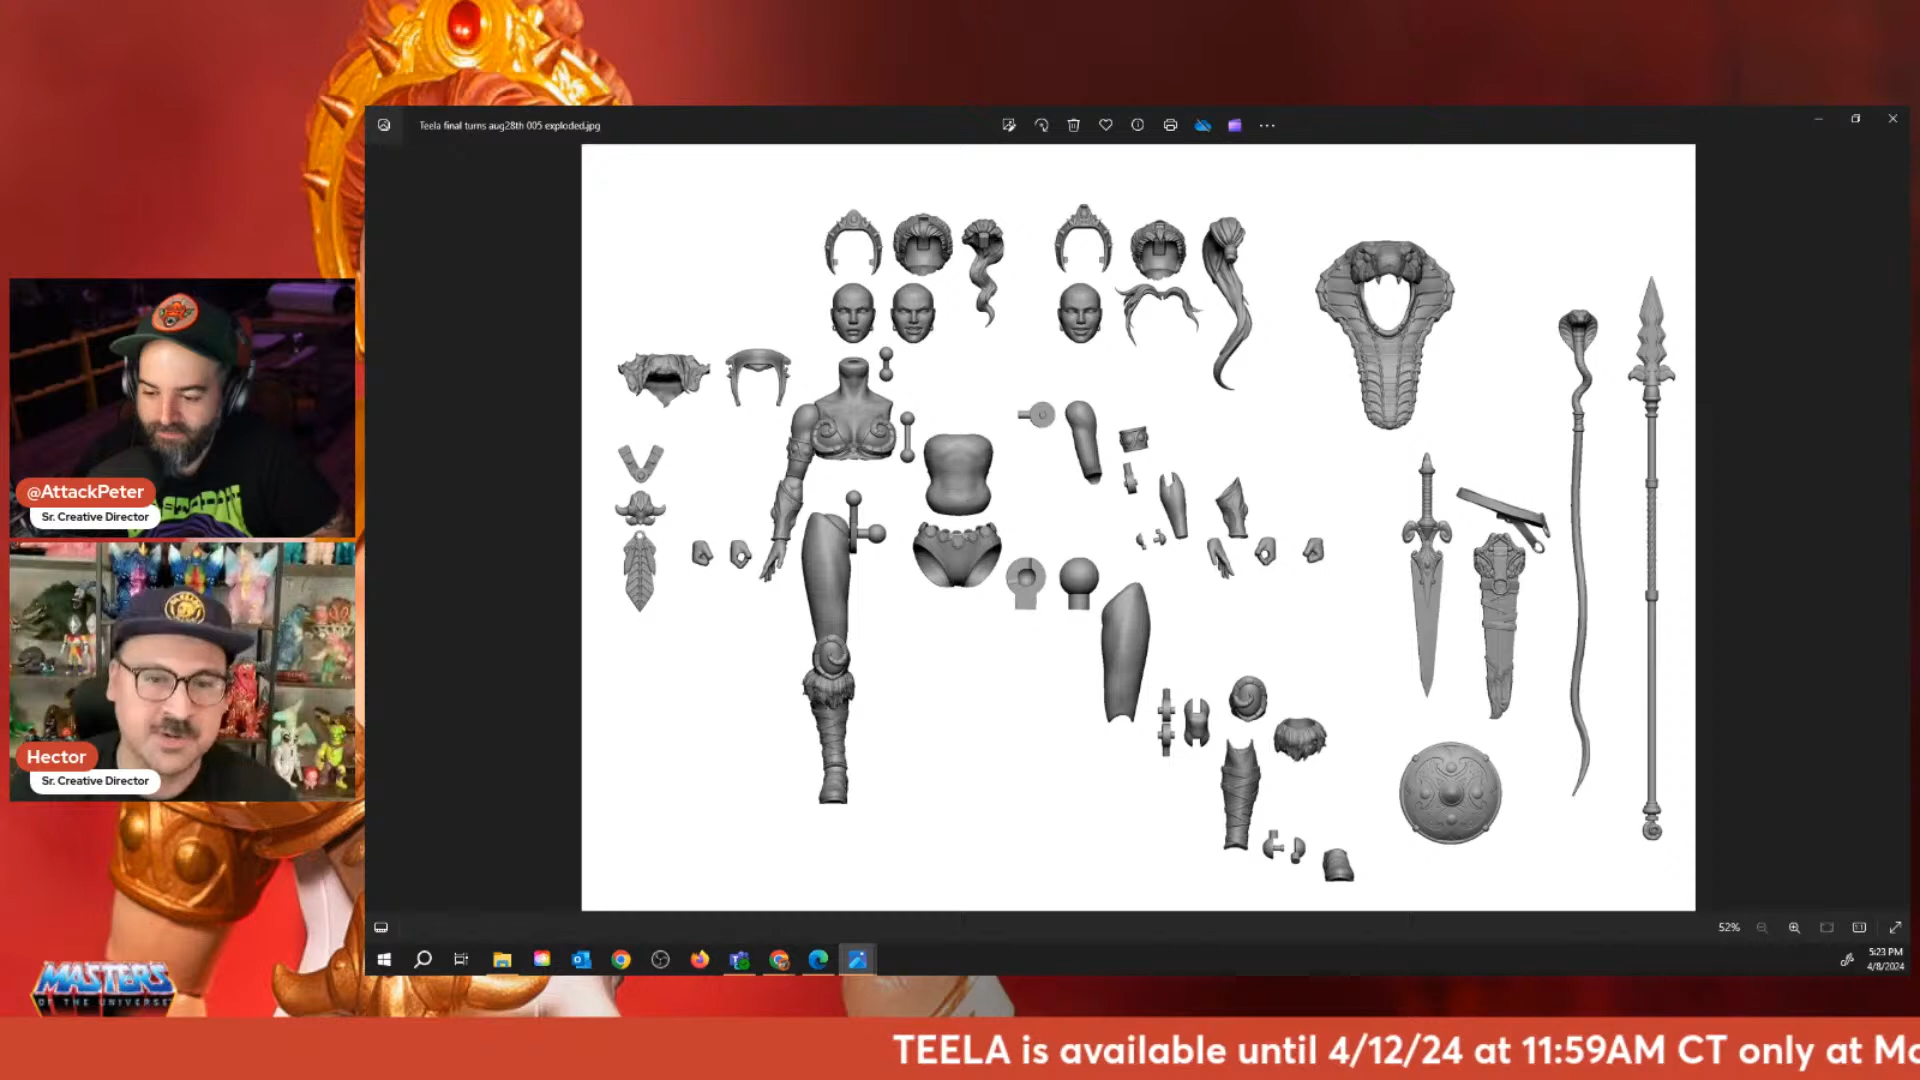 Teela final turns aug28th 005 exploded.jpg
@AttackPeter
Sr. Creative Director
Hector
Sr. Creative Director
52%
5:23 PM
4/8/2024
MASTERS
OF THE UNIVERSE
TEELA is available until 4/12/24 at 11:59AM CT only at